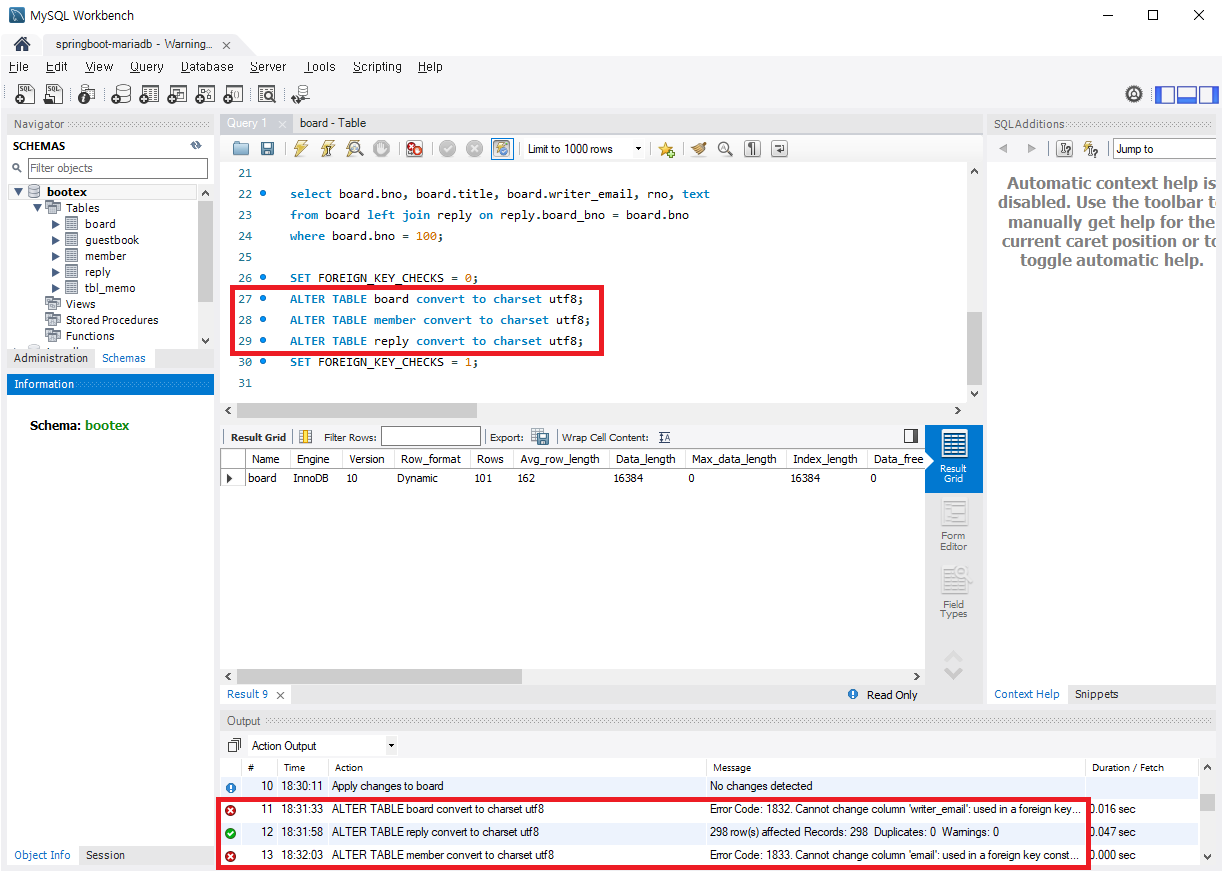 MySQL Workbench
springboot-mariadb - Warning...
File Edit View Query Database Server Tools Scripting Help
Navigator
SCHEMAS
Filter objects
bootex
Tables
board
guestbook
member
reply
tbl_memo
Views
Stored Procedures
Functions
Administration Schemas
Information
Schema: bootex
Object Info Session
Query 1 board - Table
Limit to 1000 rows
21
22 select board.bno, board.title, board.writer_email, rno, text
23 from board left join reply on reply.board_bno = board.bno
24 where board.bno = 100;
25
26 SET FOREIGN_KEY_CHECKS = 0;
27 ALTER TABLE board convert to charset utf8;
28 ALTER TABLE member convert to charset utf8;
29 ALTER TABLE reply convert to charset utf8;
30 SET FOREIGN_KEY_CHECKS = 1;
31
Result Grid Filter Rows: Export: Wrap Cell Content:
Name Engine Version Row_format Rows Avg_row_length Data_length Max_data_length Index_length Data_free
board InnoDB 10 Dynamic 101 162 16384 0 16384 0
Result Grid
Form Editor
Field Types
Result 9 Read Only
SQLAdditions
Jump to
Automatic context help is
disabled. Use the toolbar t
manually get help for the
current caret position or to
toggle automatic help.
Context Help Snippets
Output
Action Output
# Time Action Message Duration / Fetch
10 18:30:11 Apply changes to board No changes detected
11 18:31:33 ALTER TABLE board convert to charset utf8 Error Code: 1832. Cannot change column 'writer_email': used in a foreign key... 0.016 sec
12 18:31:58 ALTER TABLE reply convert to charset utf8 298 row(s) affected Records: 298 Duplicates: 0 Warnings: 0 0.047 sec
13 18:32:03 ALTER TABLE member convert to charset utf8 Error Code: 1833. Cannot change column 'email': used in a foreign key const... 0.000 sec